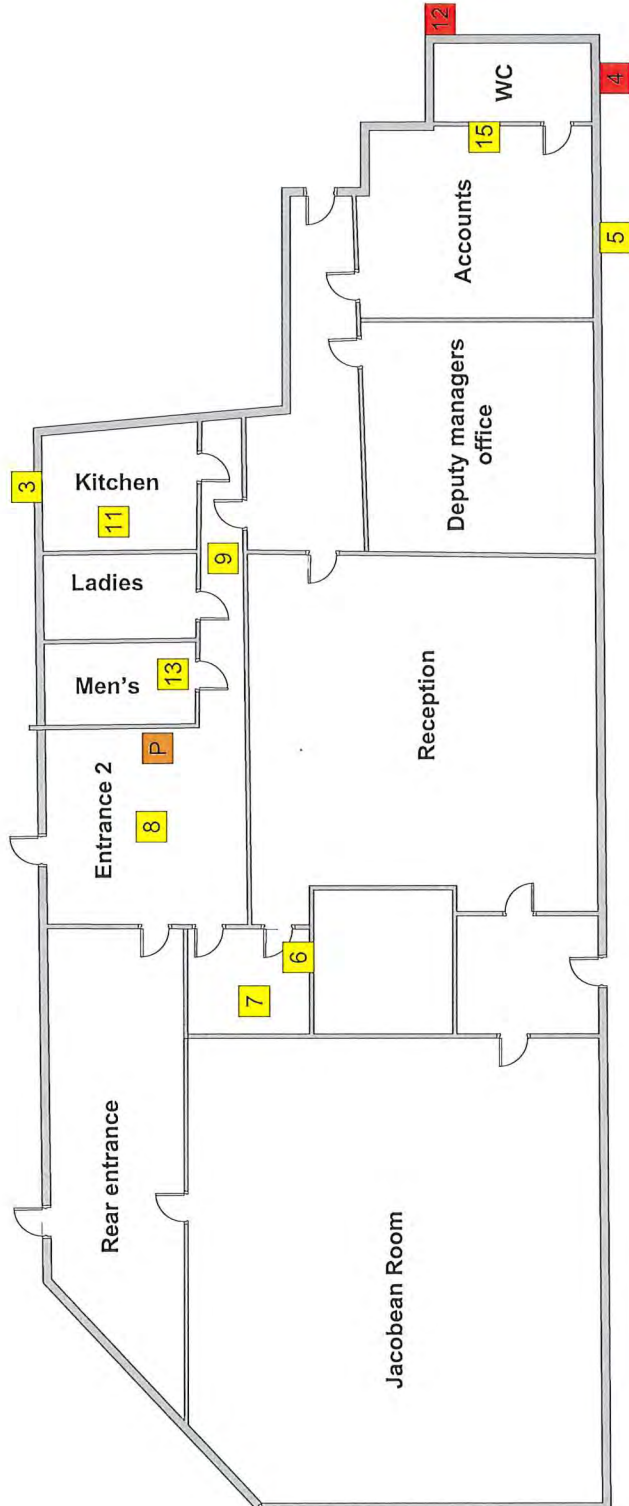 12
4
WC
15
Accounts
5
Deputy managers
office
3
Kitchen
11
Ladies
9
Men's
13
Reception
P
Entrance 2
8
6
7
Rear entrance
Jacobean Room